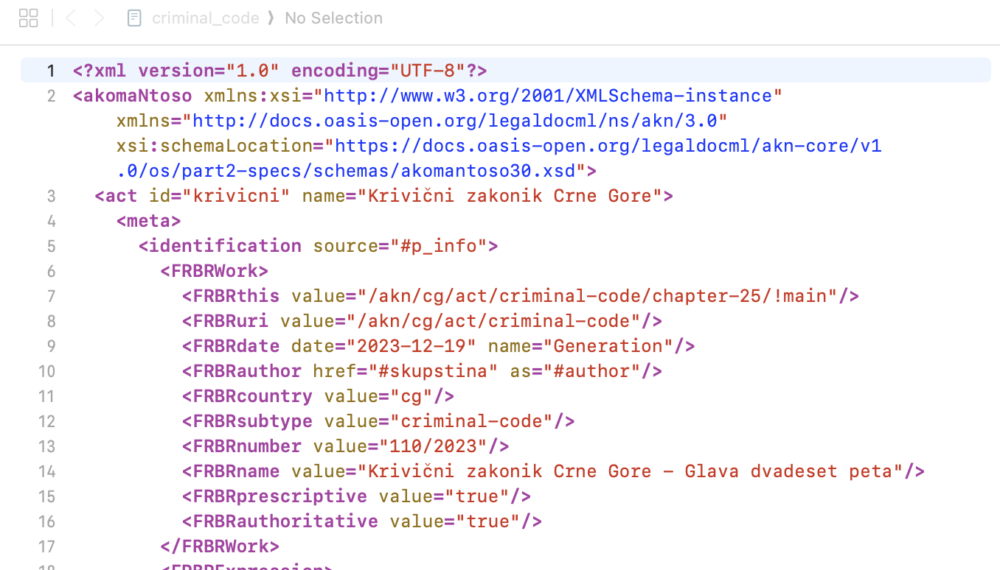 criminal_code ❯ No Selection
1 <?xml version="1.0" encoding="UTF-8"?>
2 <akomaNtoso xmlns:xsi="http://www.w3.org/2001/XMLSchema-instance"
xmlns="http://docs.oasis-open.org/legaldocml/ns/akn/3.0"
xsi:schemaLocation="https://docs.oasis-open.org/legaldocml/akn-core/v1
.0/os/part2-specs/schemas/akomantoso30.xsd">
3 <act id="krivicni" name="Krivični zakonik Crne Gore">
4 <meta>
5 <identification source="#p_info">
6 <FRBRWork>
7 <FRBRthis value="/akn/cg/act/criminal-code/chapter-25/!main"/>
8 <FRBRuri value="/akn/cg/act/criminal-code"/>
9 <FRBRdate date="2023-12-19" name="Generation"/>
10 <FRBRauthor href="#skupstina" as="#author"/>
11 <FRBRcountry value="cg"/>
12 <FRBRsubtype value="criminal-code"/>
13 <FRBRnumber value="110/2023"/>
14 <FRBRname value="Krivični zakonik Crne Gore - Glava dvadeset peta"/>
15 <FRBRprescriptive value="true"/>
16 <FRBRauthoritative value="true"/>
17 </FRBRWork>
18 <FRBRExpression>